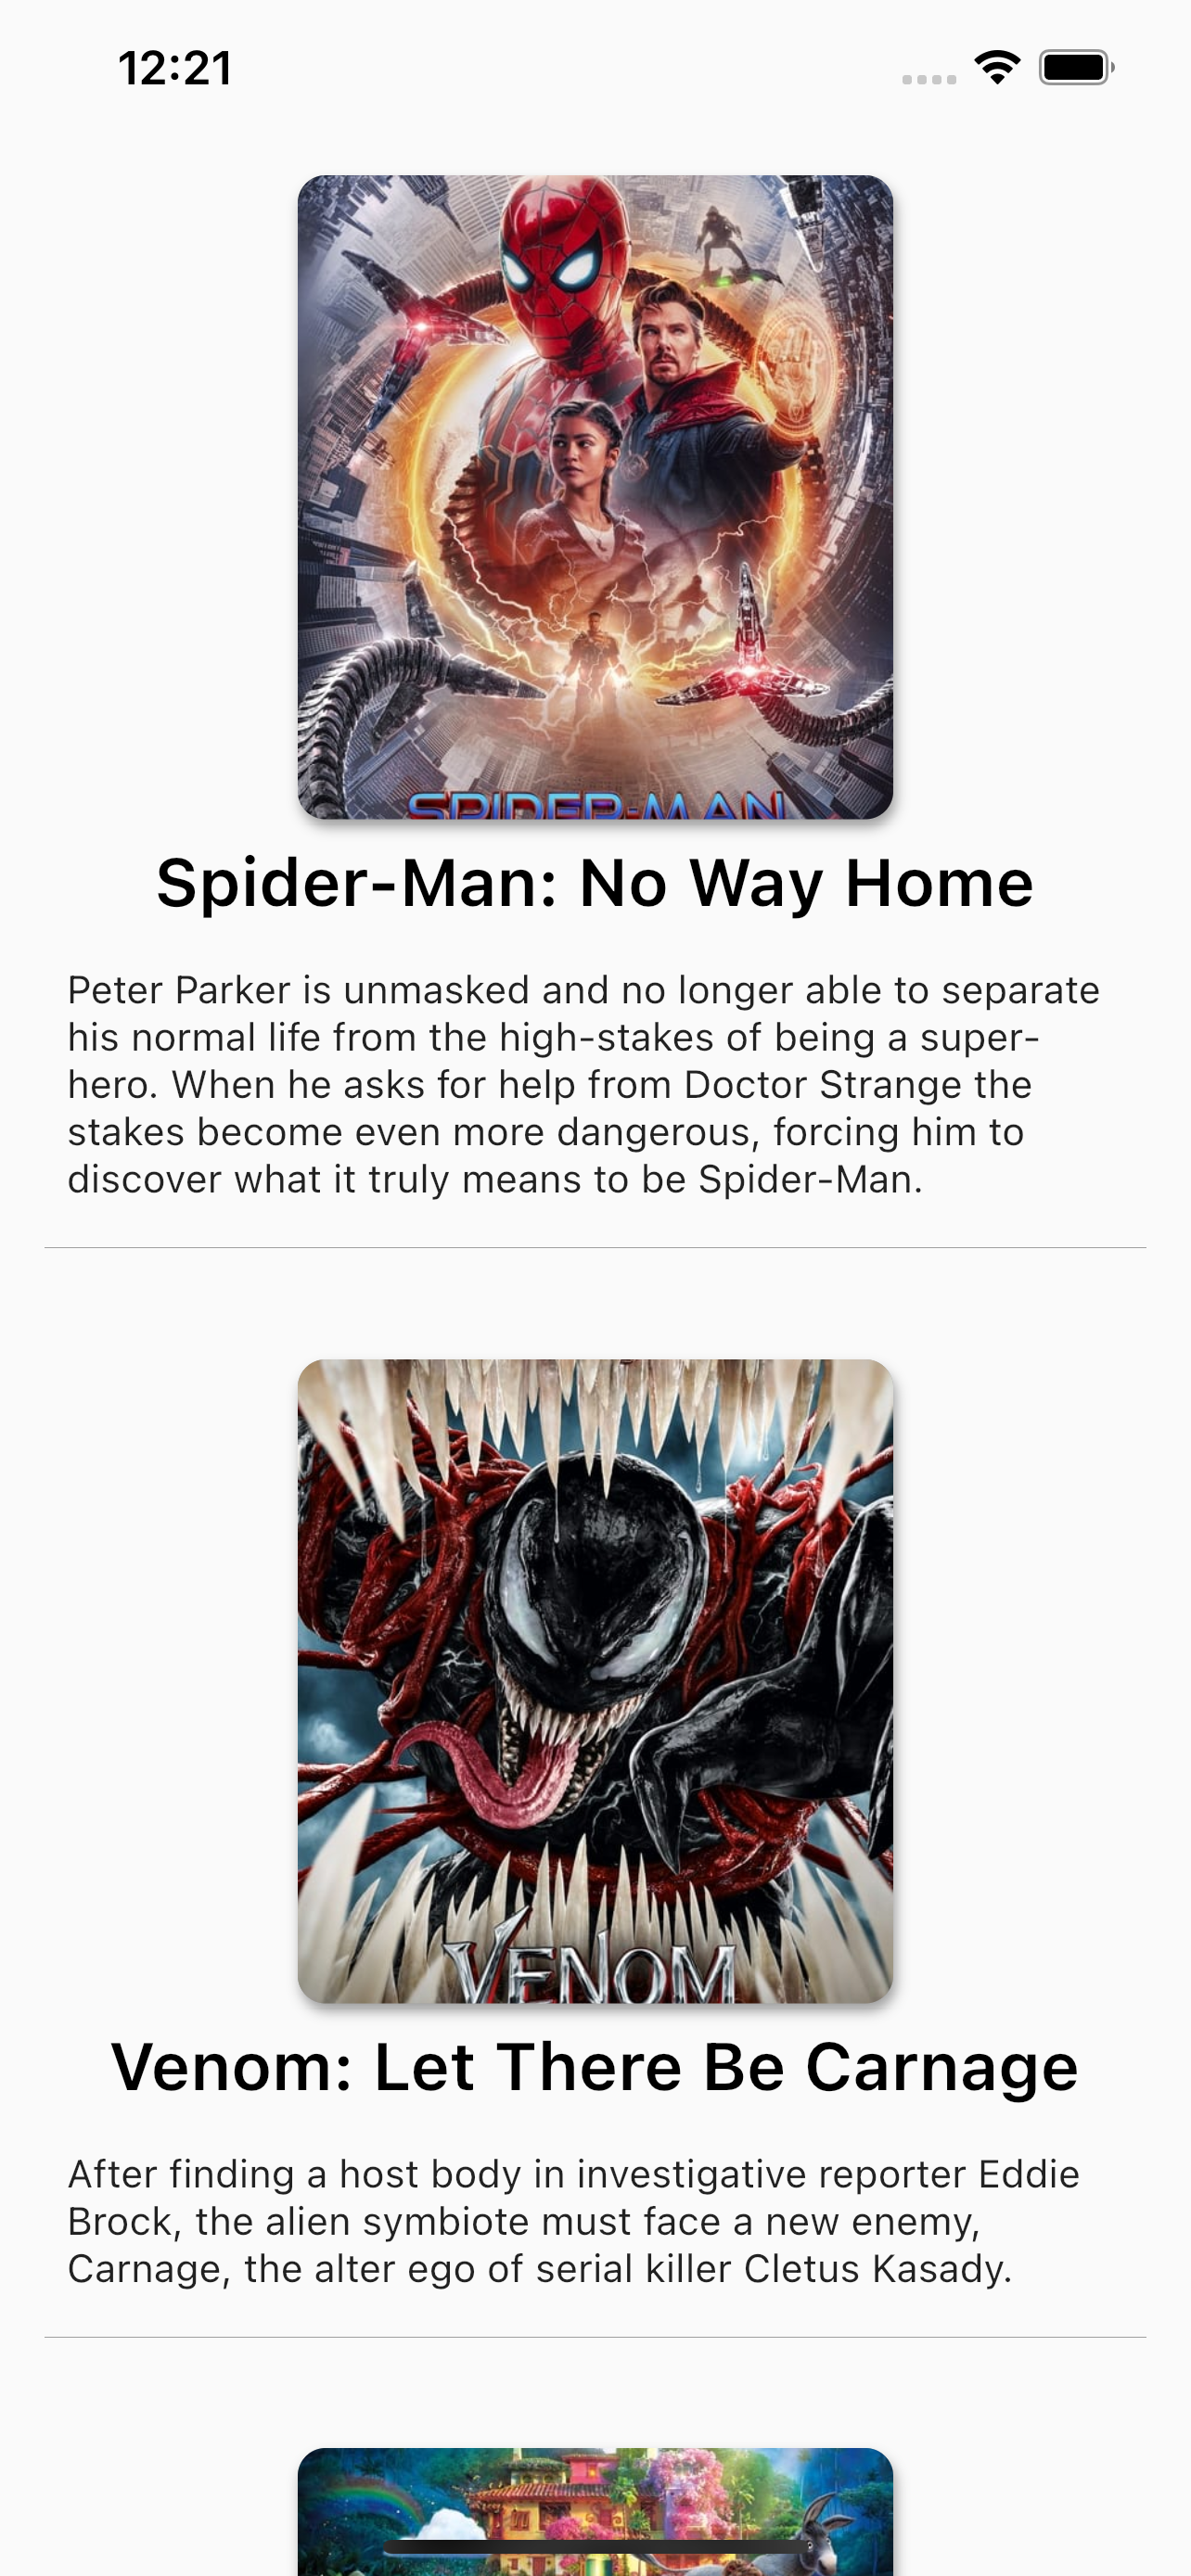 12:21
SPIDER-MAN
Spider-Man: No Way Home
Peter Parker is unmasked and no longer able to separate
his normal life from the high-stakes of being a super-
hero. When he asks for help from Doctor Strange the
stakes become even more dangerous, forcing him to
discover what it truly means to be Spider-Man.
VENOM
Venom: Let There Be Carnage
After finding a host body in investigative reporter Eddie
Brock, the alien symbiote must face a new enemy,
Carnage, the alter ego of serial killer Cletus Kasady.